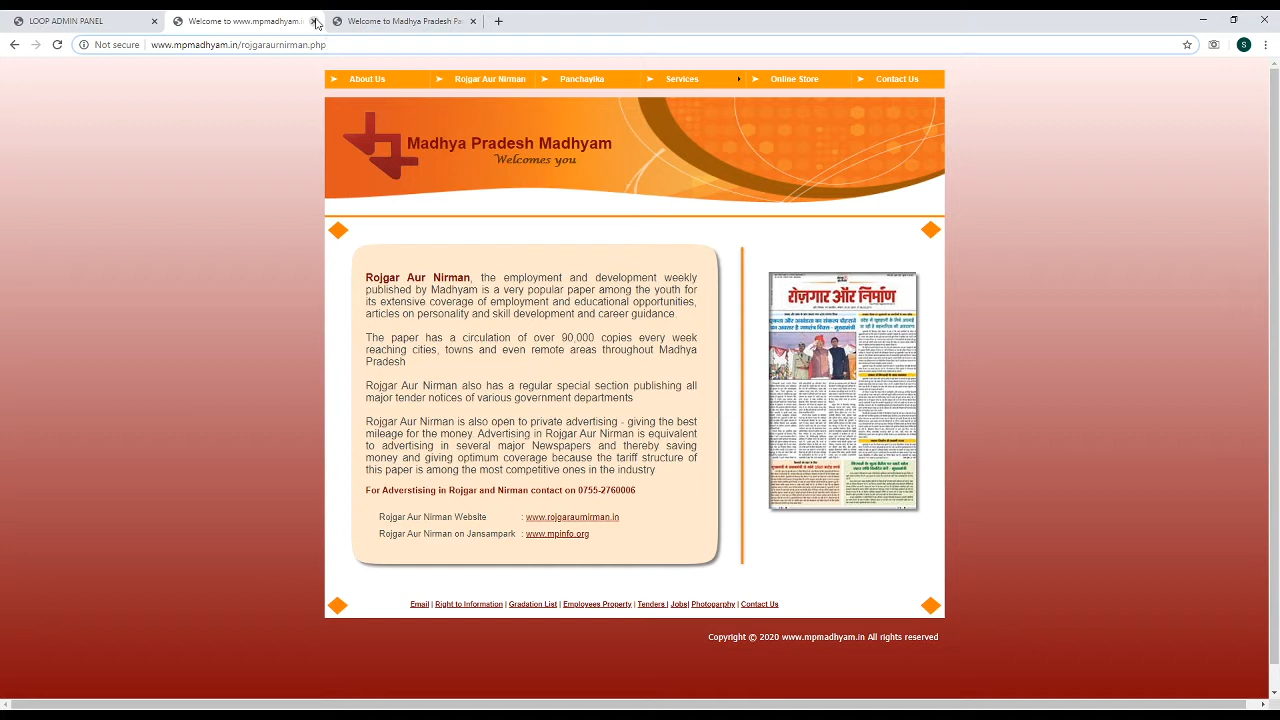 LOOP ADMIN PANEL
Welcome to www.mpmadhyam.in
Welcome to Madhya Pradesh Pa
Not secure
www.mpmadhyam.in/rojgaraurnirman.php
S
About Us
Rojgar Aur Nirman
Panchayika
Services
Online Store
Contact Us
Madhya Pradesh Madhyam
Welcomes you
Rojgar Aur Nirman, the employment and development weekly
published by Madhyam is a very popular paper among the youth for
its extensive coverage of employment and educational opportunities,
articles on personality and skill development and career guidance.
The paper has a circulation of over 90,000 copies every week
reaching cities, towns and even remote areas throughout Madhya
Pradesh
Rojgar Aur Nirman also has a regular special section publishing all
major tender notices of various government departments
Rojgar Aur Nirman is also open to private advertising - giving the best
mileage for the money. Advertising in Rojgar Aur Nirman is equivalent
to advertising in several major Newspapers and thereby saving
money and giving optimum coverage because the tariff structure of
this paper is among the most competitive ones in the industry
For Advertising in Rojgar and Nirman
Rojgar Aur Nirman Website : www.rojgaraurnirman.in
Rojgar Aur Nirman on Jansampark : www.mpinfo.org
रोज़गार और निर्माण
Email | Right to Information | Gradation List | Employees Property | Tenders | Jobs| Photogarphy | Contact Us
Copyright © 2020 www.mpmadhyam.in All rights reserved